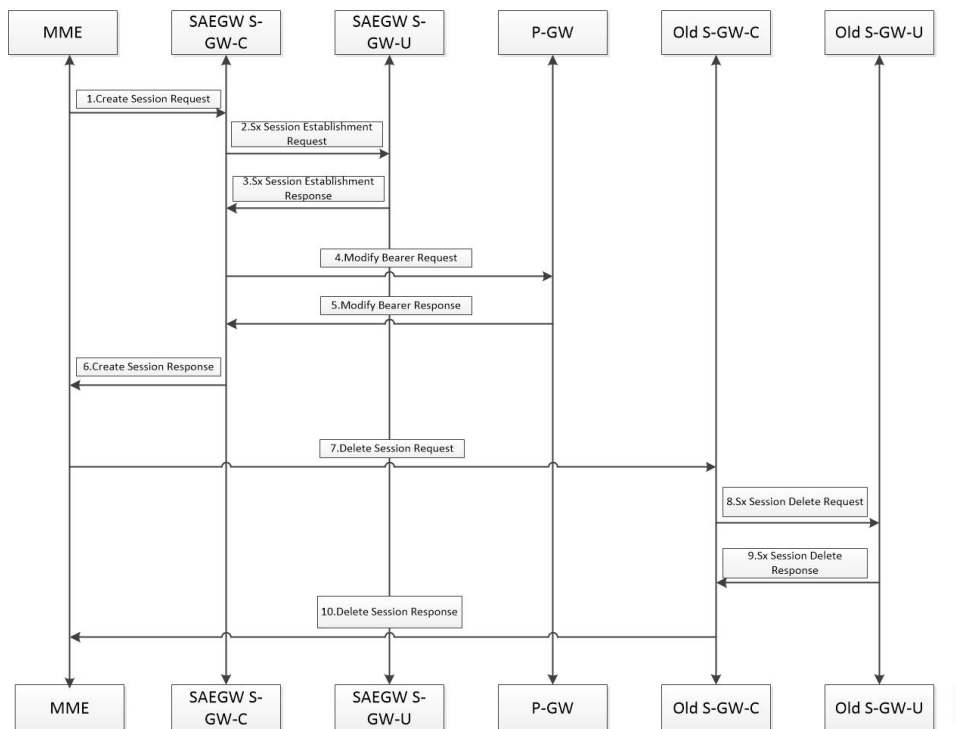 MME
SAEGW S-
GW-C
SAEGW S-
GW-U
P-GW
Old S-GW-C
Old S-GW-U
1.Create Session Request
2.Sx Session Establishment
Request
3.Sx Session Establishment
Response
4.Modify Bearer Request
5.Modify Bearer Response
6.Create Session Response
7.Delete Session Request
8.Sx Session Delete Request
9.Sx Session Delete
Response
10.Delete Session Response
MME
SAEGW S-
GW-C
SAEGW S-
GW-U
P-GW
Old S-GW-C
Old S-GW-U